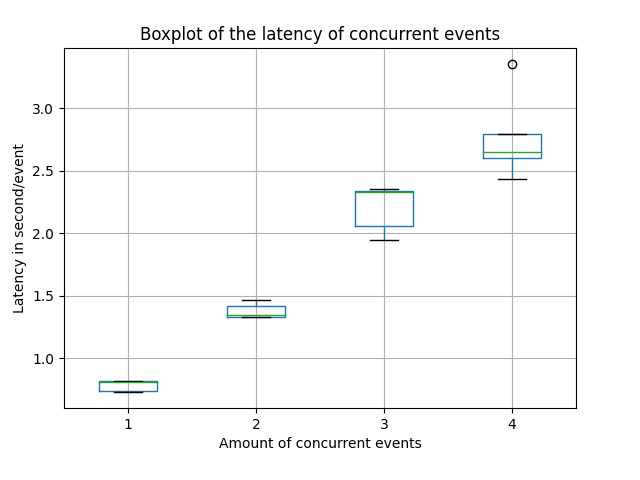 Boxplot of the latency of concurrent events
Latency in second/event
3.0
2.5
2.0
1.5
1.0
1 2 3 4
Amount of concurrent events